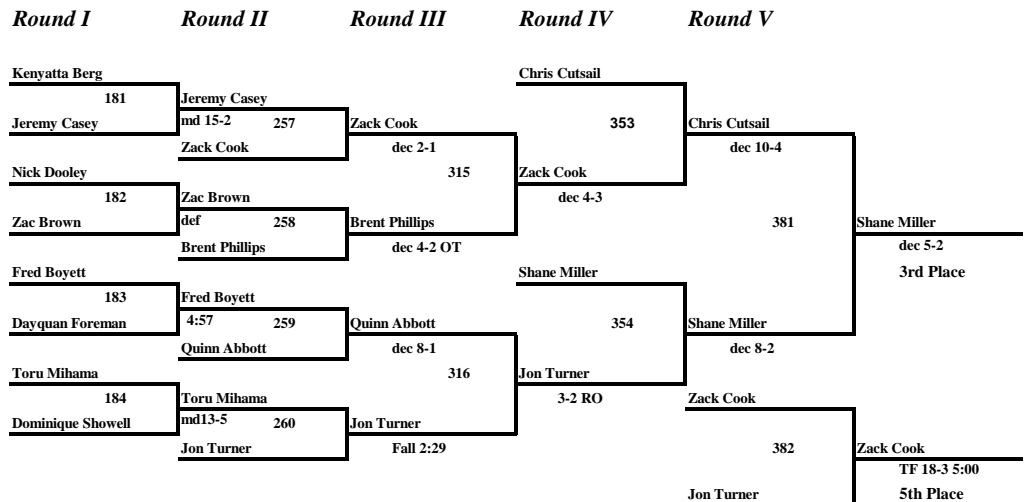 Round I Round II Round III Round IV Round V
Kenyatta Berg Chris Cutsail
181 Jeremy Casey
md 15-2 257 353
Jeremy Casey Zack Cook Chris Cutsail
Zack Cook dec 2-1 dec 10-4
Nick Dooley 315 Zack Cook
182 Zac Brown dec 4-3
def 258 381
Zac Brown Brent Phillips Shane Miller
Brent Phillips dec 4-2 OT dec 5-2
Fred Boyett Shane Miller 3rd Place
183 Fred Boyett
4:57 259 354
Dayquan Foreman Quinn Abbott Shane Miller
Quinn Abbott dec 8-1 dec 8-2
Toru Mihama 316 Jon Turner
184 Toru Mihama 3-2 RO Zack Cook
md13-5 260
Dominique Showell Jon Turner
Jon Turner Fall 2:29 382 Zack Cook
TF 18-3 5:00
Jon Turner 5th Place